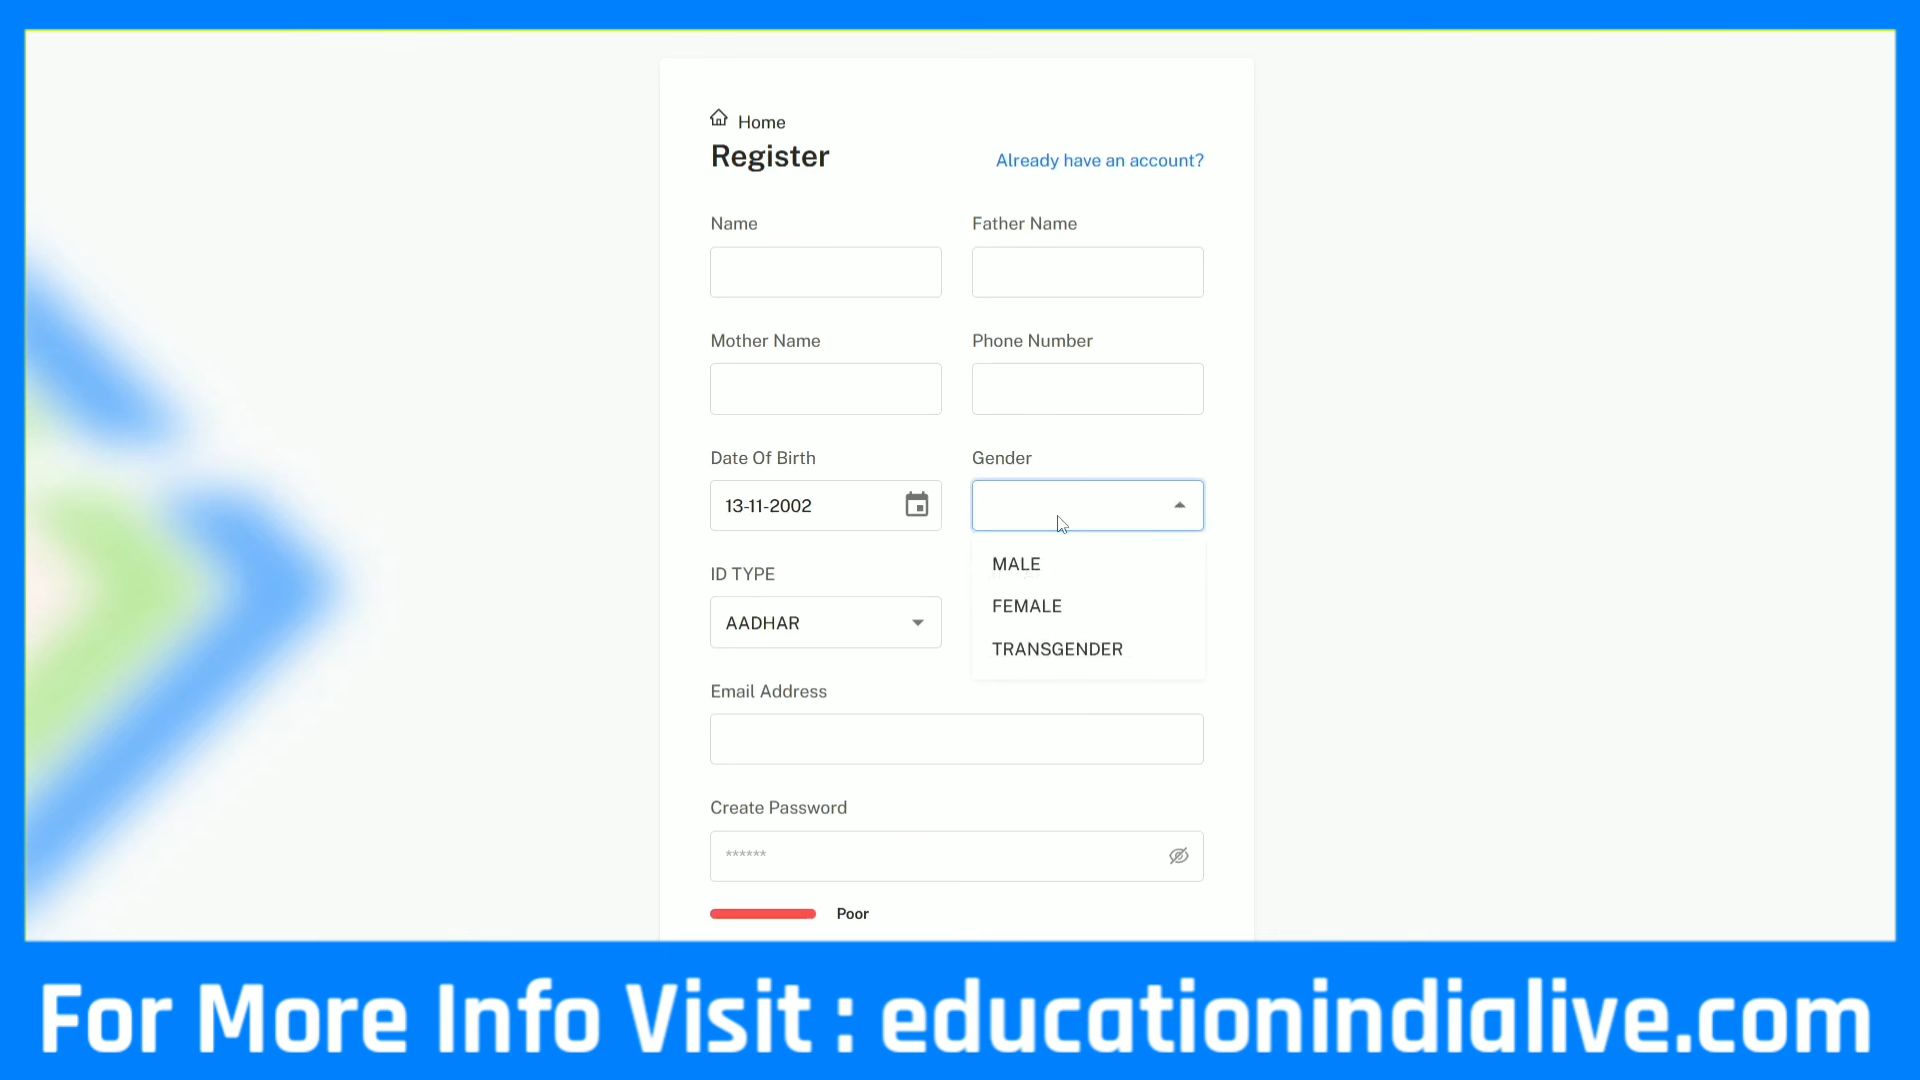 Home
Register
Already have an account?
Name
Father Name
Mother Name
Phone Number
Date Of Birth
Gender
13-11-2002
MALE
FEMALE
TRANSGENDER
ID TYPE
AADHAR
Email Address
Create Password
******
Poor
For More Info Visit : educationindialive.com